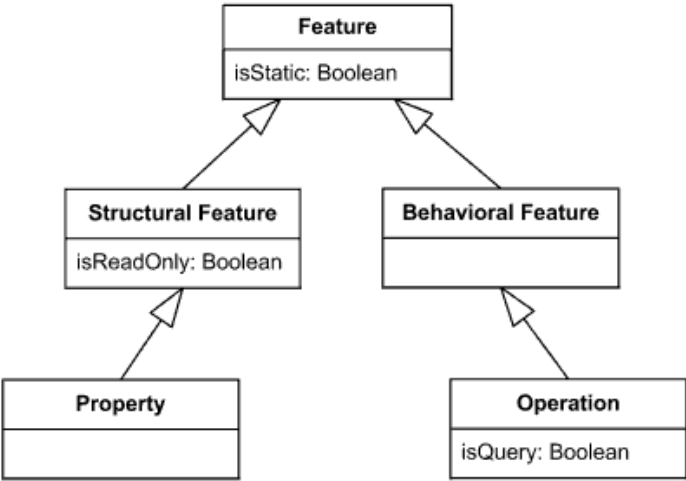 Feature
isStatic: Boolean
Structural Feature
isReadOnly: Boolean
Behavioral Feature
Property
Operation
isQuery: Boolean